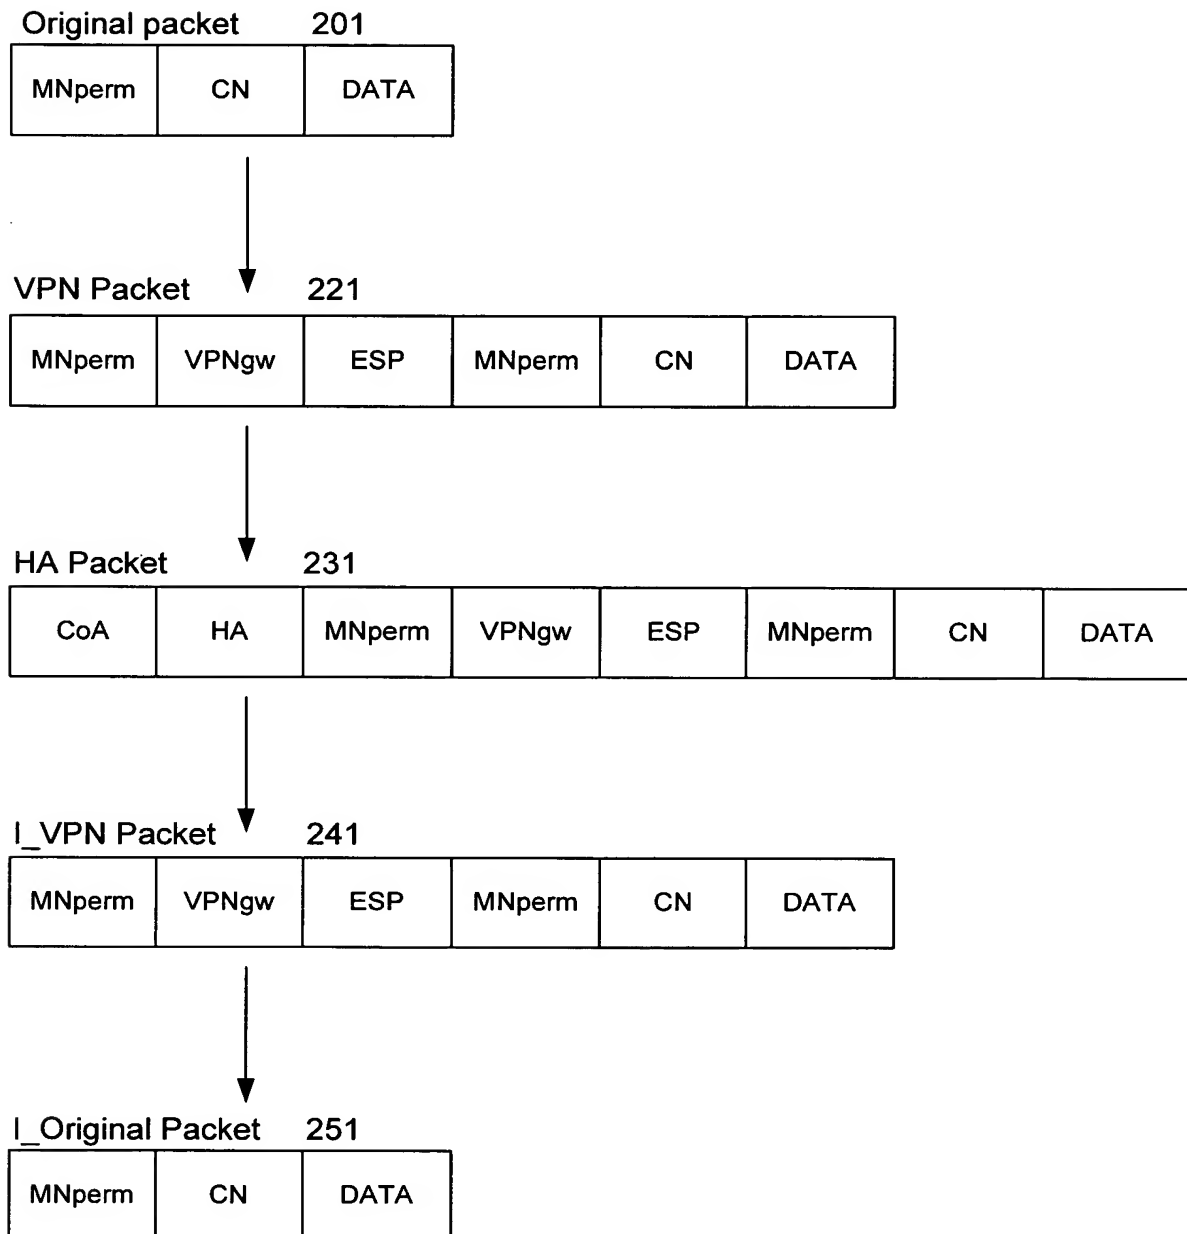 Original packet 201
MNperm CN DATA
VPN Packet 221
MNperm VPNgw ESP MNperm CN DATA
HA Packet 231
CoA HA MNperm VPNgw ESP MNperm CN DATA
I_VPN Packet 241
MNperm VPNgw ESP MNperm CN DATA
I_Original Packet 251
MNperm CN DATA